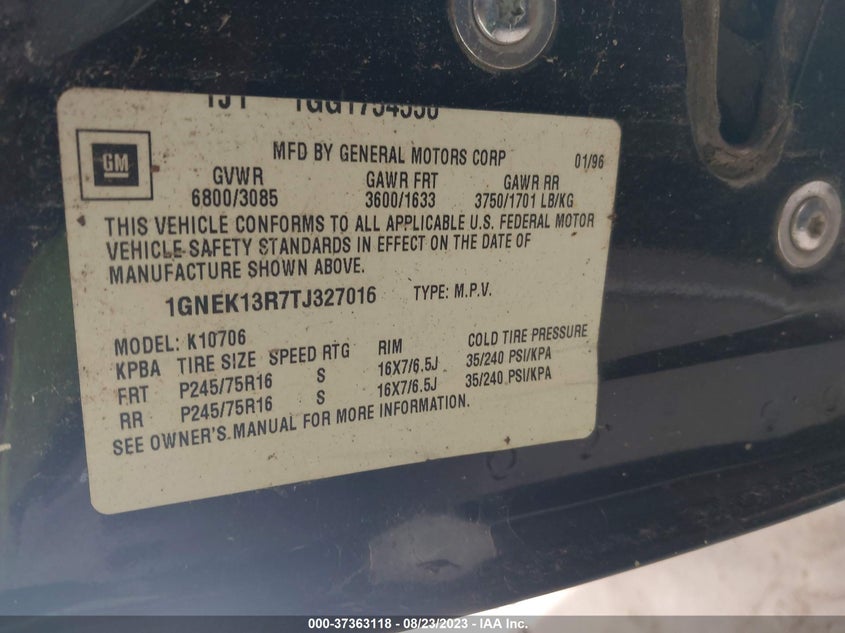 1J1 1GG1754550
GM
MFD BY GENERAL MOTORS CORP 01/96
GVWR GAWR FRT GAWR RR
6800/3085 3600/1633 3750/1701 LB/KG
THIS VEHICLE CONFORMS TO ALL APPLICABLE U.S. FEDERAL MOTOR
VEHICLE SAFETY STANDARDS IN EFFECT ON THE DATE OF
MANUFACTURE SHOWN ABOVE.
1GNEK13R7TJ327016 TYPE: M.P.V.
MODEL: K10706
KPBA TIRE SIZE SPEED RTG RIM COLD TIRE PRESSURE
FRT P245/75R16 S 16X7/6.5J 35/240 PSI/KPA
RR P245/75R16 S 16X7/6.5J 35/240 PSI/KPA
SEE OWNER'S MANUAL FOR MORE INFORMATION.
000-37363118 - 08/23/2023 - IAA Inc.